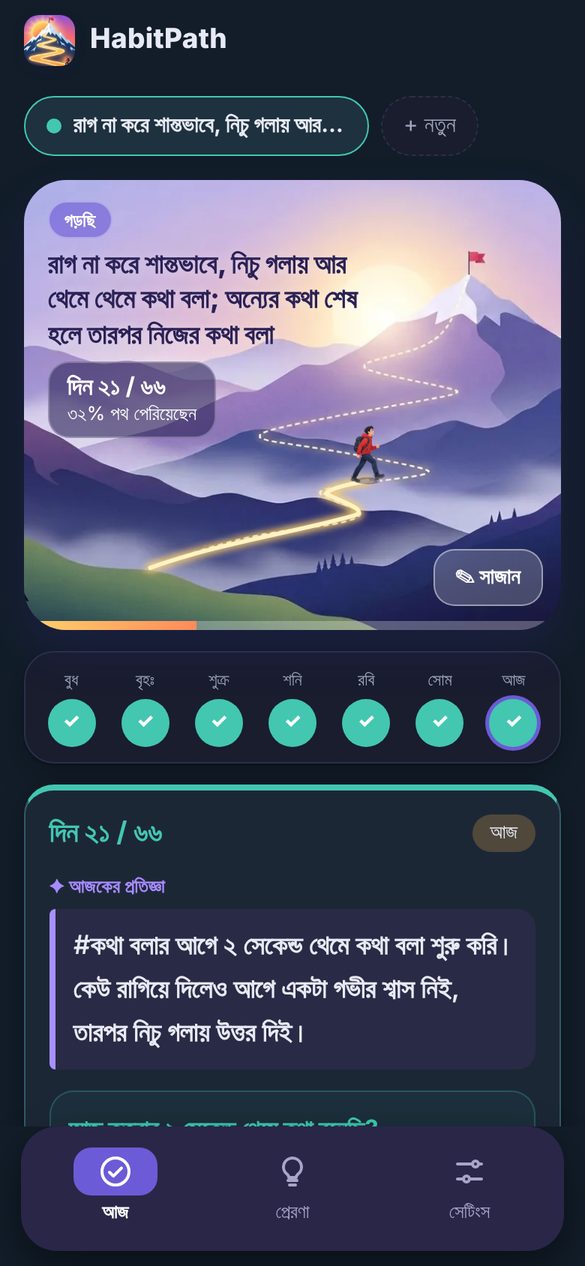 HabitPath
রাগ না করে শান্তভাবে, নিচু গলায় আর...
+ নতুন
গড়ছি
রাগ না করে শান্তভাবে, নিচু গলায় আর
থেমে থেমে কথা বলা; অন্যের কথা শেষ
হলে তারপর নিজের কথা বলা
দিন ২১ / ৬৬
৩২% পথ পেরিয়েছেন
✎ সাজান
বুধ বৃহঃ শুক্র শনি রবি সোম আজ
দিন ২১ / ৬৬
আজ
✦ আজকের প্রতিজ্ঞা
#কথা বলার আগে ২ সেকেন্ড থেমে কথা বলা শুরু করি।
কেউ রাগিয়ে দিলেও আগে একটা গভীর শ্বাস নিই,
তারপর নিচু গলায় উত্তর দিই।
আজ প্রেরণা সেটিংস